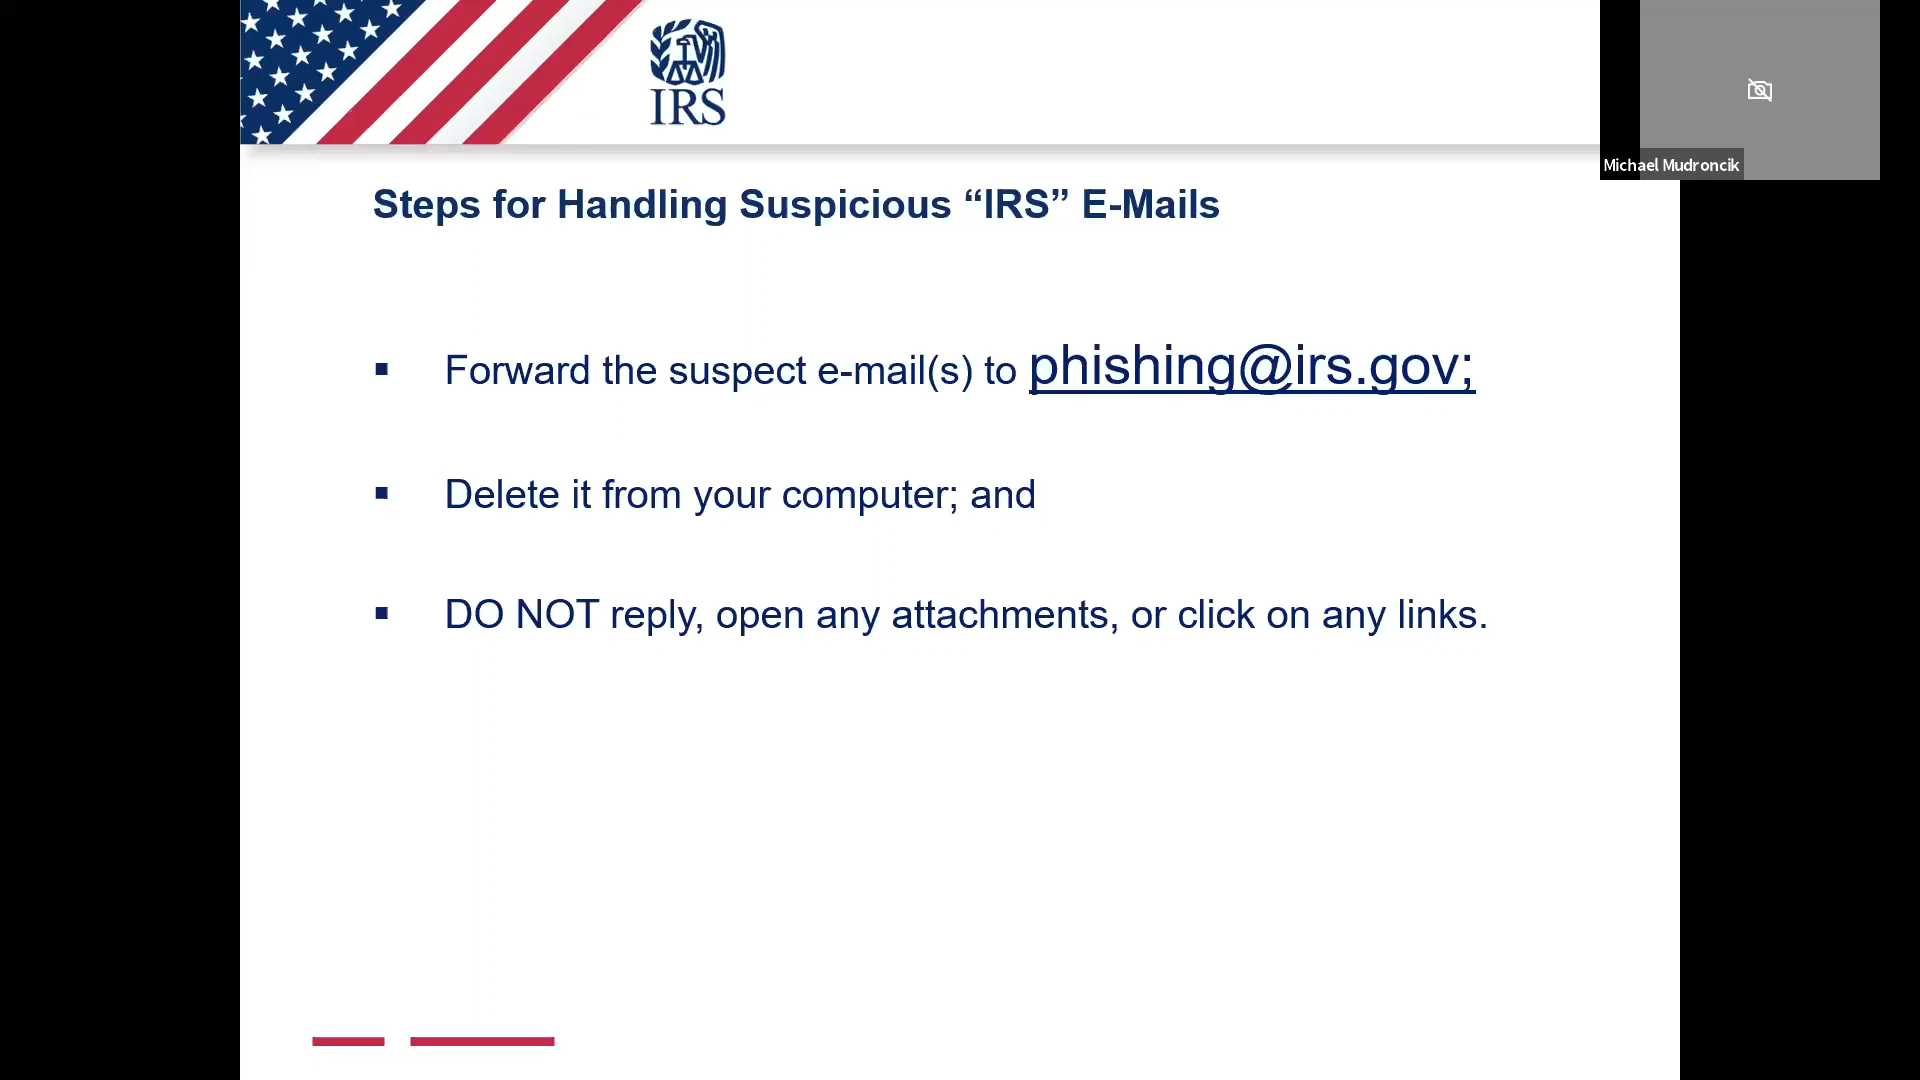 IRS
Michael Mudroncik
Steps for Handling Suspicious “IRS” E-Mails
▪ Forward the suspect e-mail(s) to phishing@irs.gov;
▪ Delete it from your computer; and
▪ DO NOT reply, open any attachments, or click on any links.